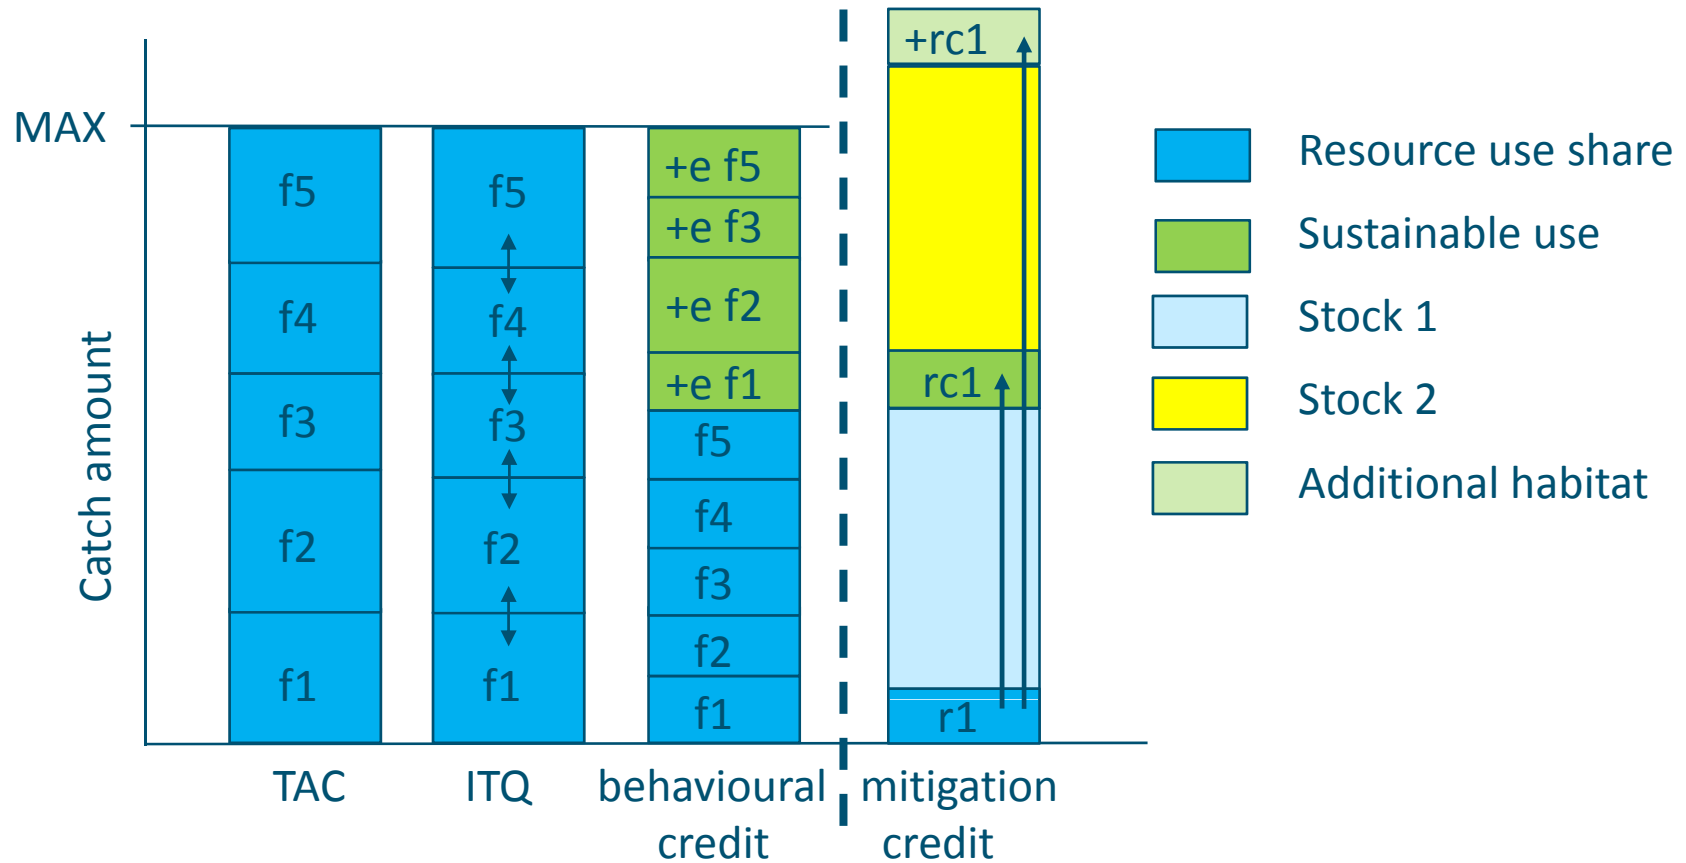 MAX
Catch amount
f5
f4
f3
f2
f1
TAC
f5
f4
f3
f2
f1
ITQ
+e f5
+e f3
+e f2
+e f1
f5
f4
f3
f2
f1
behavioural
credit
+rc1
rc1
r1
mitigation
credit
Resource use share
Sustainable use
Stock 1
Stock 2
Additional habitat